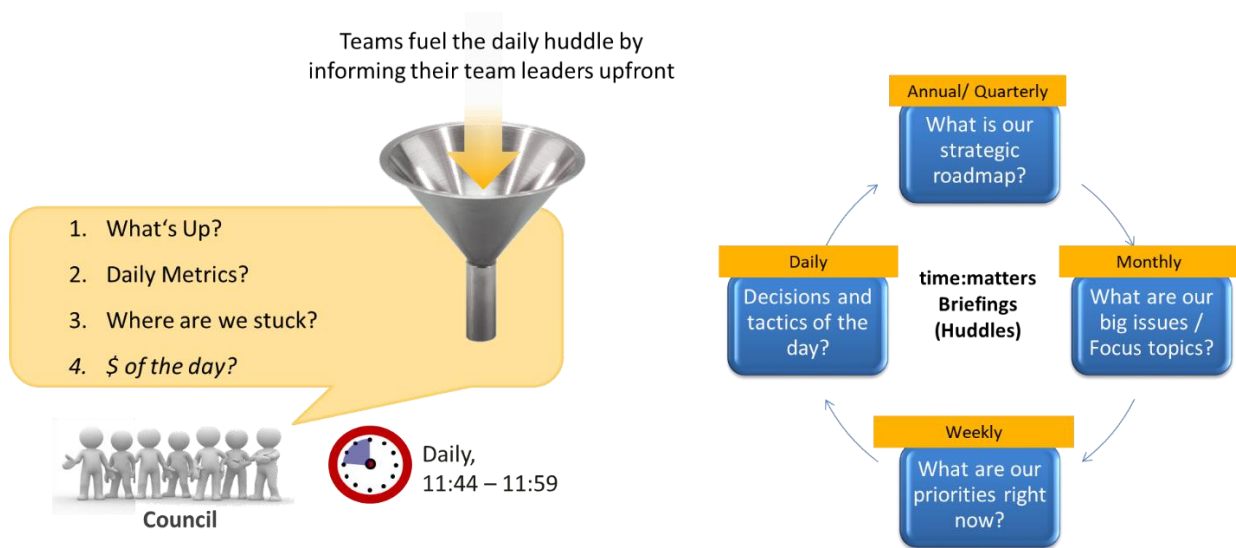 Teams fuel the daily huddle by
informing their team leaders upfront
1. What‘s Up?
2. Daily Metrics?
3. Where are we stuck?
4. $ of the day?
Council
Daily,
11:44 – 11:59
Annual/ Quarterly
What is our
strategic
roadmap?
Daily
Decisions and
tactics of the
day?
time:matters
Briefings
(Huddles)
Monthly
What are our
big issues /
Focus topics?
Weekly
What are our
priorities right
now?